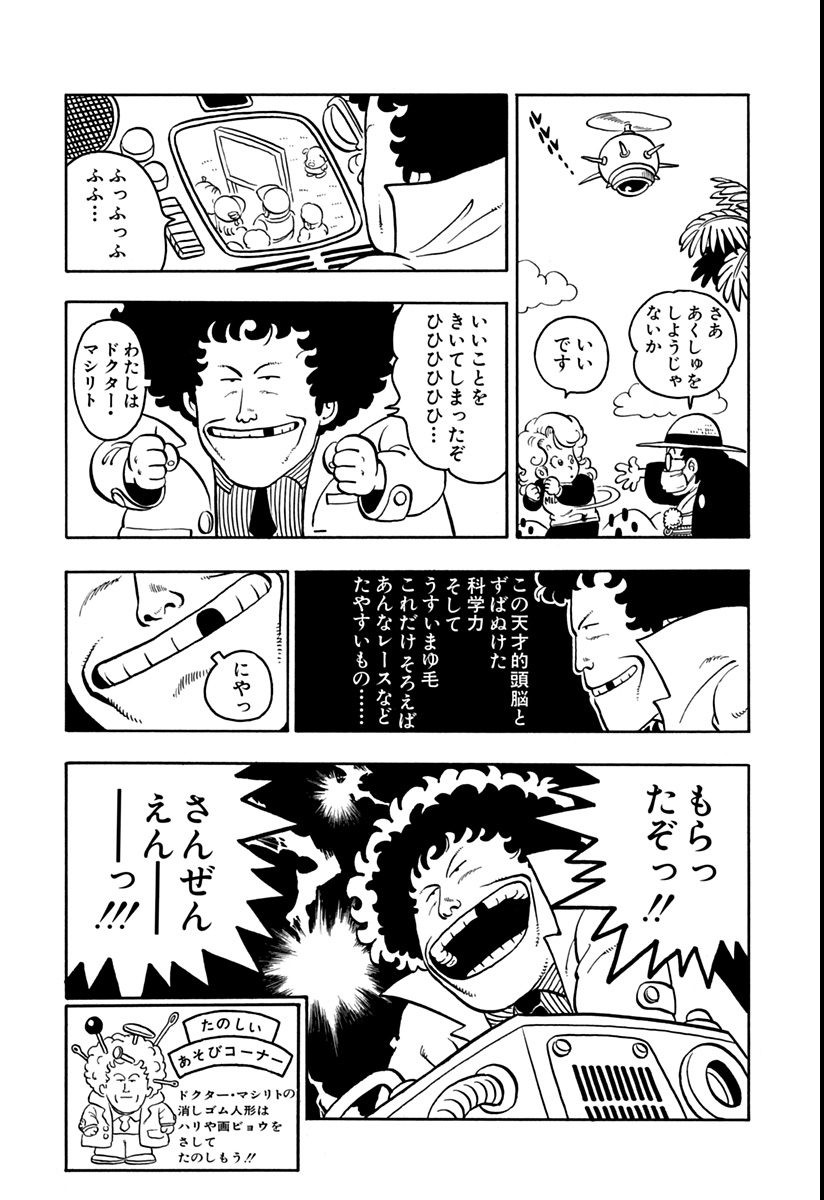 さあ
あくしゅを
しようじゃ
ないか
いい
です
ふっふっふ
ふふ…
いいことを
きいてしまったぞ
ひひひひひひ…
わたしは
ドクター・
マシリト
この天才的頭脳と
ずばぬけた
科学力
そして
うすいまゆ毛
これだけ そろえば
あんなレースなど
たやすいもの……
にやっ
もらっ
たぞっ!!
さんぜん
えん――
――っ!!!
たのしい
あそびコーナー
ドクター・マシリトの
消しゴム人形は
ハリや画ビョウを
さして
たのしもう!!